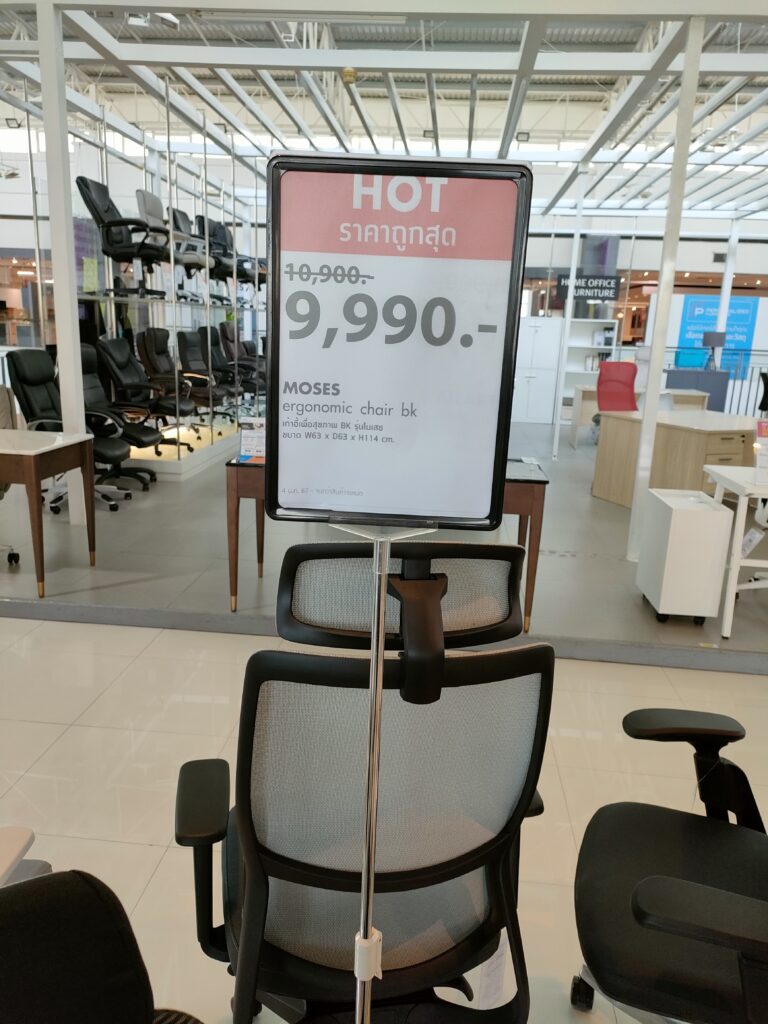 HOT
ราคาถูกสุด
10,900.-
9,990.-
MOSES
ergonomic chair bk
เก้าอี้เพื่อสุขภาพ BK รุ่นโมเสช
ขนาด W63 x D63 x H114 cm.
HOME OFFICE
FURNITURE